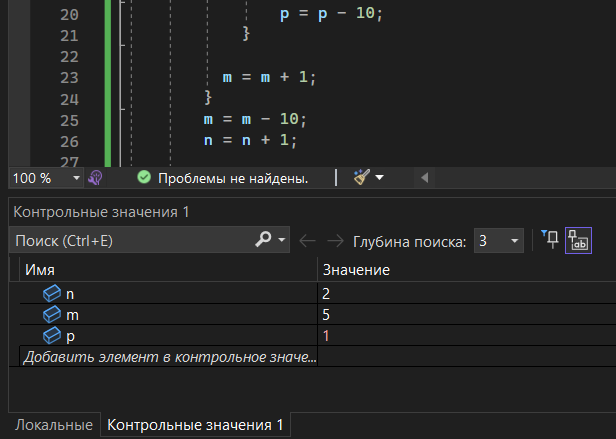 20 p = p - 10;
21 }
22
23 m = m + 1;
24 }
25 m = m - 10;
26 n = n + 1;
27
100 % Проблемы не найдены.
Контрольные значения 1
Поиск (Ctrl+E) Глубина поиска: 3
Имя Значение
n 2
m 5
p 1
Добавить элемент в контрольное значе...
Локальные Контрольные значения 1